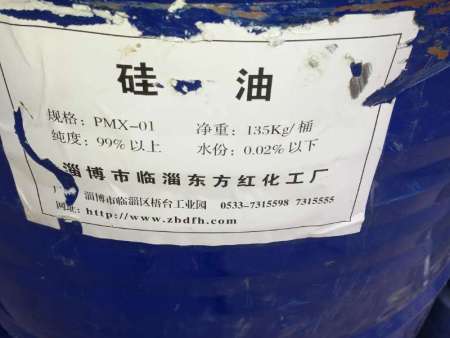 硅 油
规格: PMX-01 净重: 135Kg/桶
纯度: 99%以上 水份: 0.02%以下
淄博市临淄东方红化工厂
淄博市临淄区梧台工业园 0533-7315598 7315555
网址: http://www.zbdfh.com